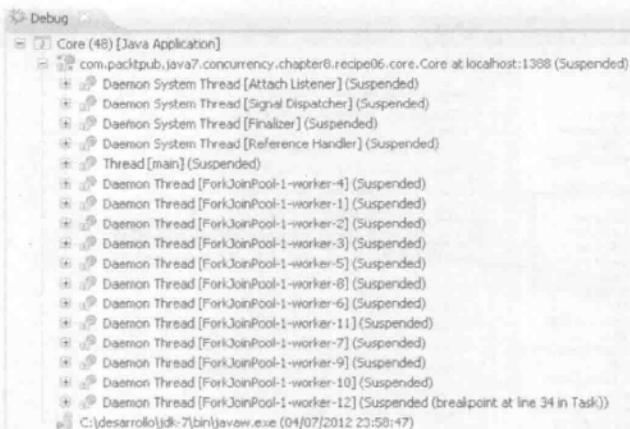 Debug
Core (48) [Java Application]
com.packtpub.java7.concurrency.chapter8.recipe06.core.Core at localhost:1388 (Suspended)
Daemon System Thread [Attach Listener] (Suspended)
Daemon System Thread [Signal Dispatcher] (Suspended)
Daemon System Thread [Finalizer] (Suspended)
Daemon System Thread [Reference Handler] (Suspended)
Thread [main] (Suspended)
Daemon Thread [ForkJoinPool-1-worker-4] (Suspended)
Daemon Thread [ForkJoinPool-1-worker-1] (Suspended)
Daemon Thread [ForkJoinPool-1-worker-2] (Suspended)
Daemon Thread [ForkJoinPool-1-worker-3] (Suspended)
Daemon Thread [ForkJoinPool-1-worker-5] (Suspended)
Daemon Thread [ForkJoinPool-1-worker-8] (Suspended)
Daemon Thread [ForkJoinPool-1-worker-6] (Suspended)
Daemon Thread [ForkJoinPool-1-worker-11] (Suspended)
Daemon Thread [ForkJoinPool-1-worker-7] (Suspended)
Daemon Thread [ForkJoinPool-1-worker-9] (Suspended)
Daemon Thread [ForkJoinPool-1-worker-10] (Suspended)
Daemon Thread [ForkJoinPool-1-worker-12] (Suspended (breakpoint at line 34 in Task))
C:\desarrollo\jdk-7\bin\javaw.exe (04/07/2012 23:58:47)